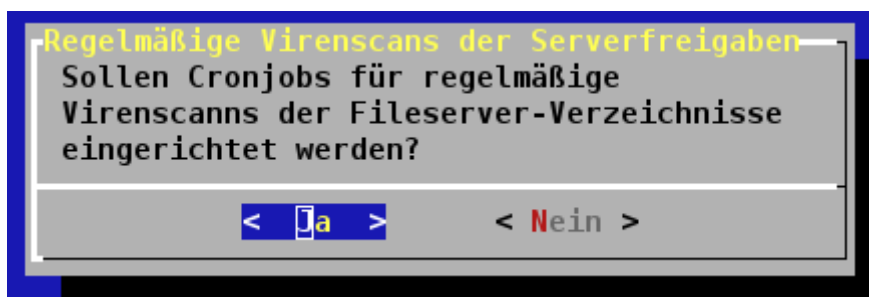 Regelmäßige Virenscans der Serverfreigaben
Sollen Cronjobs für regelmäßige
Virenscanns der Fileserver-Verzeichnisse
eingerichtet werden?
< Ja > < Nein >